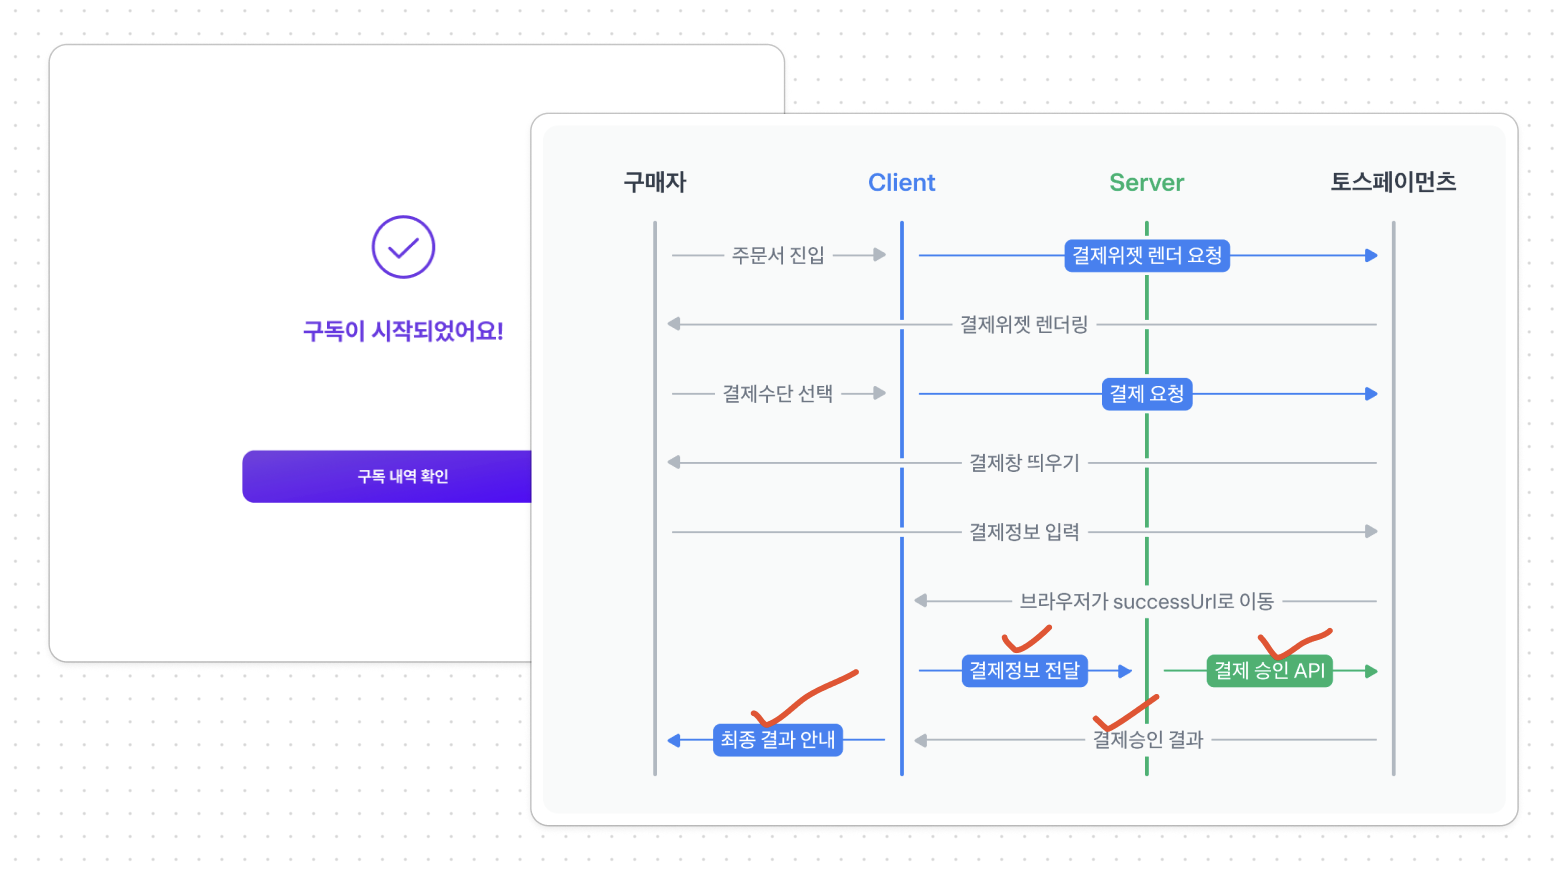 구독이 시작되었어요!
구독 내역 확인
구매자
Client
Server
토스페이먼츠
주문서 진입
결제위젯 렌더 요청
결제위젯 렌더링
결제수단 선택
결제 요청
결제창 띄우기
결제정보 입력
브라우저가 successUrl로 이동
결제정보 전달
결제 승인 API
최종 결과 안내
결제승인 결과